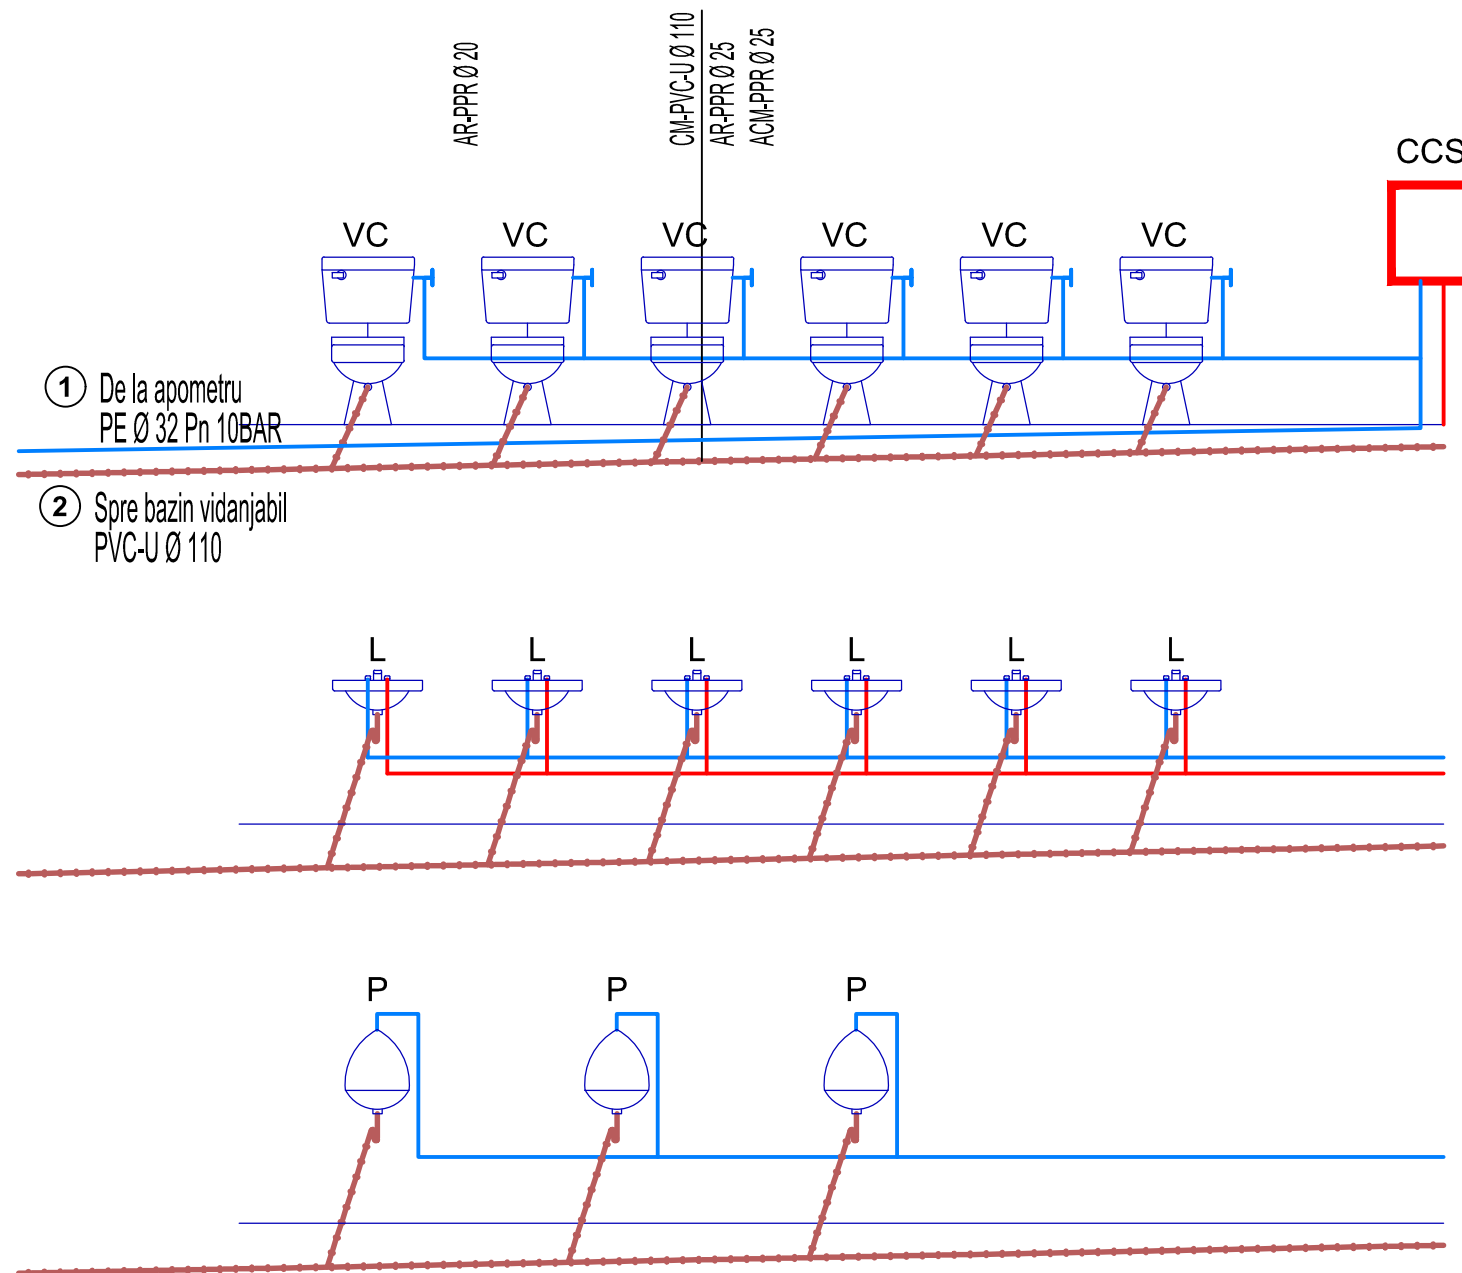 AR-PPR Ø 20
CM-PVC-U Ø 110
AR-PPR Ø 25
ACM-PPR Ø 25
CCS
VC VC VC VC VC VC
1 De la apometru
PE Ø 32 Pn 10BAR
2 Spre bazin vidanjabil
PVC-U Ø 110
L L L L L L
P P P